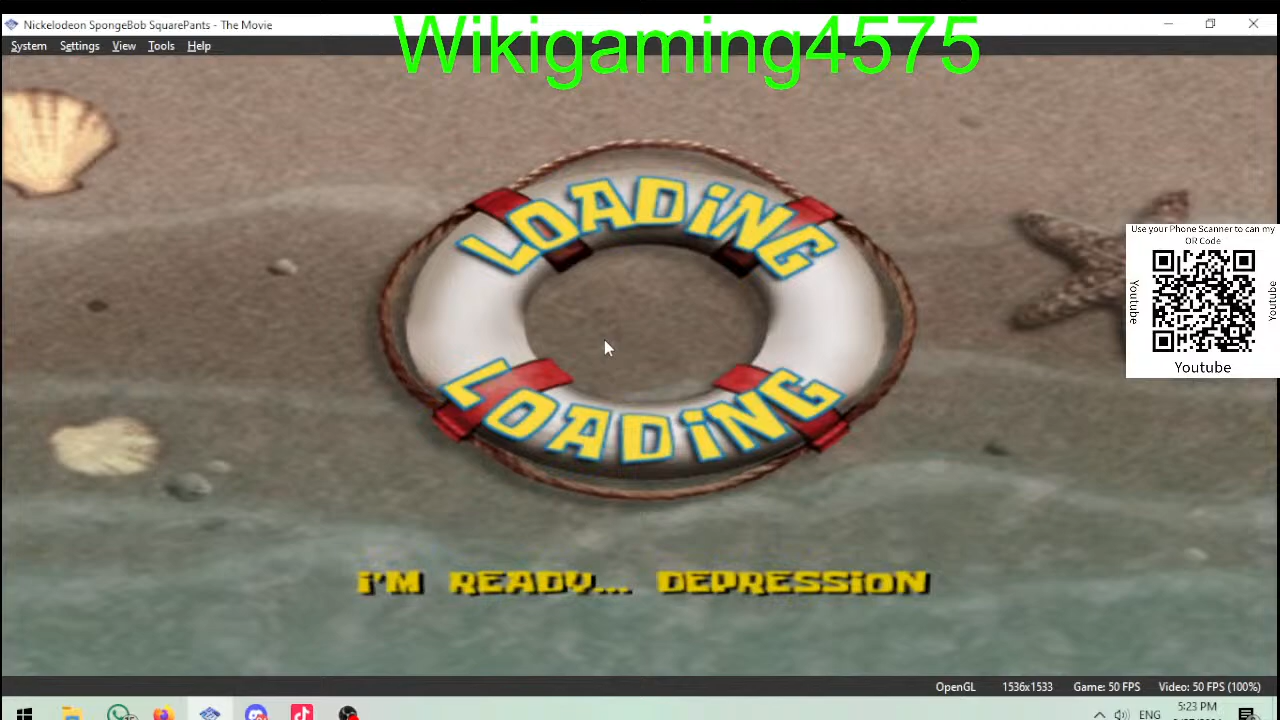 Nickelodeon SpongeBob SquarePants - The Movie
Wikigaming4575
System Settings View Tools Help
LOADiNG
Use your Phone Scanner to can my
QR Code
Youtube
Youtube
Youtube
LOADiNG
i'M READY... DEPRESSiON
OpenGL 1536x1533 Game: 50 FPS Video: 50 FPS (100%)
5:23 PM
ENG